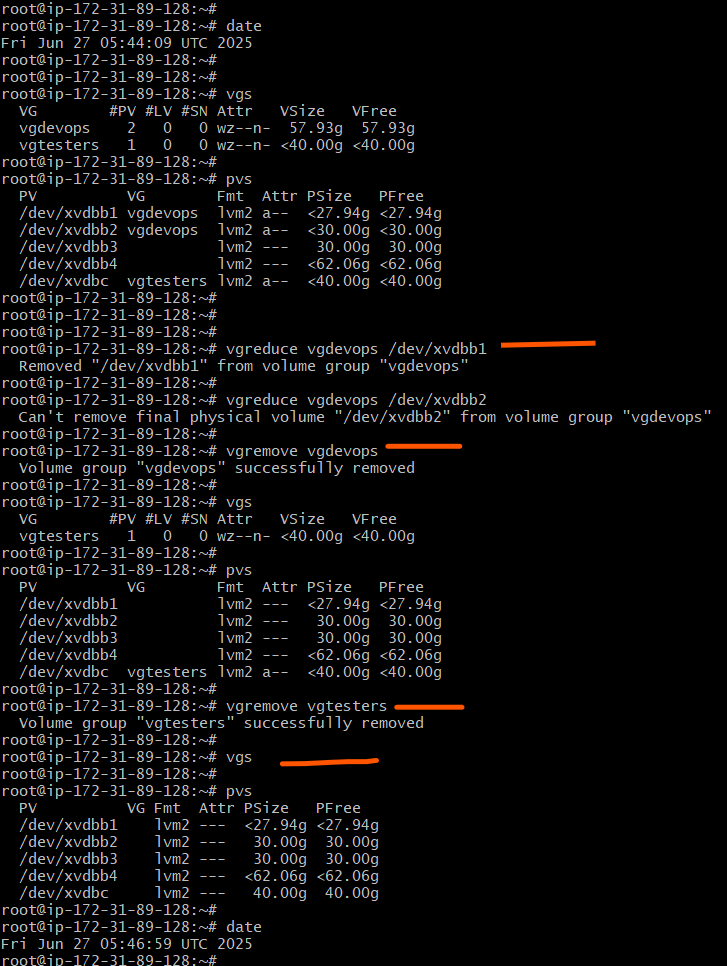 root@ip-172-31-89-128:~#
root@ip-172-31-89-128:~# date
Fri Jun 27 05:44:09 UTC 2025
root@ip-172-31-89-128:~#
root@ip-172-31-89-128:~#
root@ip-172-31-89-128:~# vgs
  VG        #PV #LV #SN Attr   VSize   VFree
  vgdevops    2   0   0 wz--n-  57.93g  57.93g
  vgtesters   1   0   0 wz--n- <40.00g <40.00g
root@ip-172-31-89-128:~#
root@ip-172-31-89-128:~# pvs
  PV          VG        Fmt  Attr PSize   PFree
  /dev/xvdbb1 vgdevops  lvm2 a--  <27.94g <27.94g
  /dev/xvdbb2 vgdevops  lvm2 a--  <30.00g <30.00g
  /dev/xvdbb3           lvm2 ---   30.00g  30.00g
  /dev/xvdbb4           lvm2 ---  <62.06g <62.06g
  /dev/xvdbc  vgtesters lvm2 a--  <40.00g <40.00g
root@ip-172-31-89-128:~#
root@ip-172-31-89-128:~#
root@ip-172-31-89-128:~#
root@ip-172-31-89-128:~# vgreduce vgdevops /dev/xvdbb1
  Removed "/dev/xvdbb1" from volume group "vgdevops"
root@ip-172-31-89-128:~#
root@ip-172-31-89-128:~# vgreduce vgdevops /dev/xvdbb2
  Can't remove final physical volume "/dev/xvdbb2" from volume group "vgdevops"
root@ip-172-31-89-128:~#
root@ip-172-31-89-128:~# vgremove vgdevops
  Volume group "vgdevops" successfully removed
root@ip-172-31-89-128:~#
root@ip-172-31-89-128:~# vgs
  VG        #PV #LV #SN Attr   VSize   VFree
  vgtesters   1   0   0 wz--n- <40.00g <40.00g
root@ip-172-31-89-128:~#
root@ip-172-31-89-128:~# pvs
  PV          VG        Fmt  Attr PSize   PFree
  /dev/xvdbb1           lvm2 ---  <27.94g <27.94g
  /dev/xvdbb2           lvm2 ---   30.00g  30.00g
  /dev/xvdbb3           lvm2 ---   30.00g  30.00g
  /dev/xvdbb4           lvm2 ---  <62.06g <62.06g
  /dev/xvdbc  vgtesters lvm2 a--  <40.00g <40.00g
root@ip-172-31-89-128:~#
root@ip-172-31-89-128:~# vgremove vgtesters
  Volume group "vgtesters" successfully removed
root@ip-172-31-89-128:~#
root@ip-172-31-89-128:~# vgs
root@ip-172-31-89-128:~#
root@ip-172-31-89-128:~# pvs
  PV          VG Fmt  Attr PSize   PFree
  /dev/xvdbb1    lvm2 ---  <27.94g <27.94g
  /dev/xvdbb2    lvm2 ---   30.00g  30.00g
  /dev/xvdbb3    lvm2 ---   30.00g  30.00g
  /dev/xvdbb4    lvm2 ---  <62.06g <62.06g
  /dev/xvdbc     lvm2 ---   40.00g  40.00g
root@ip-172-31-89-128:~#
root@ip-172-31-89-128:~# date
Fri Jun 27 05:46:59 UTC 2025
root@ip-172-31-89-128:~#